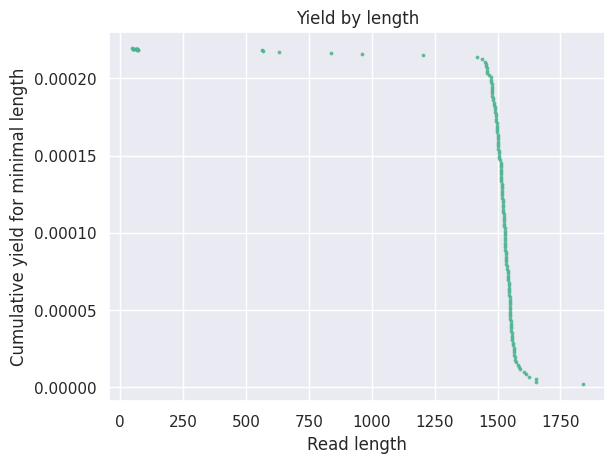 Yield by length
Cumulative yield for minimal length
0.00020
0.00015
0.00010
0.00005
0.00000
0 250 500 750 1000 1250 1500 1750
Read length